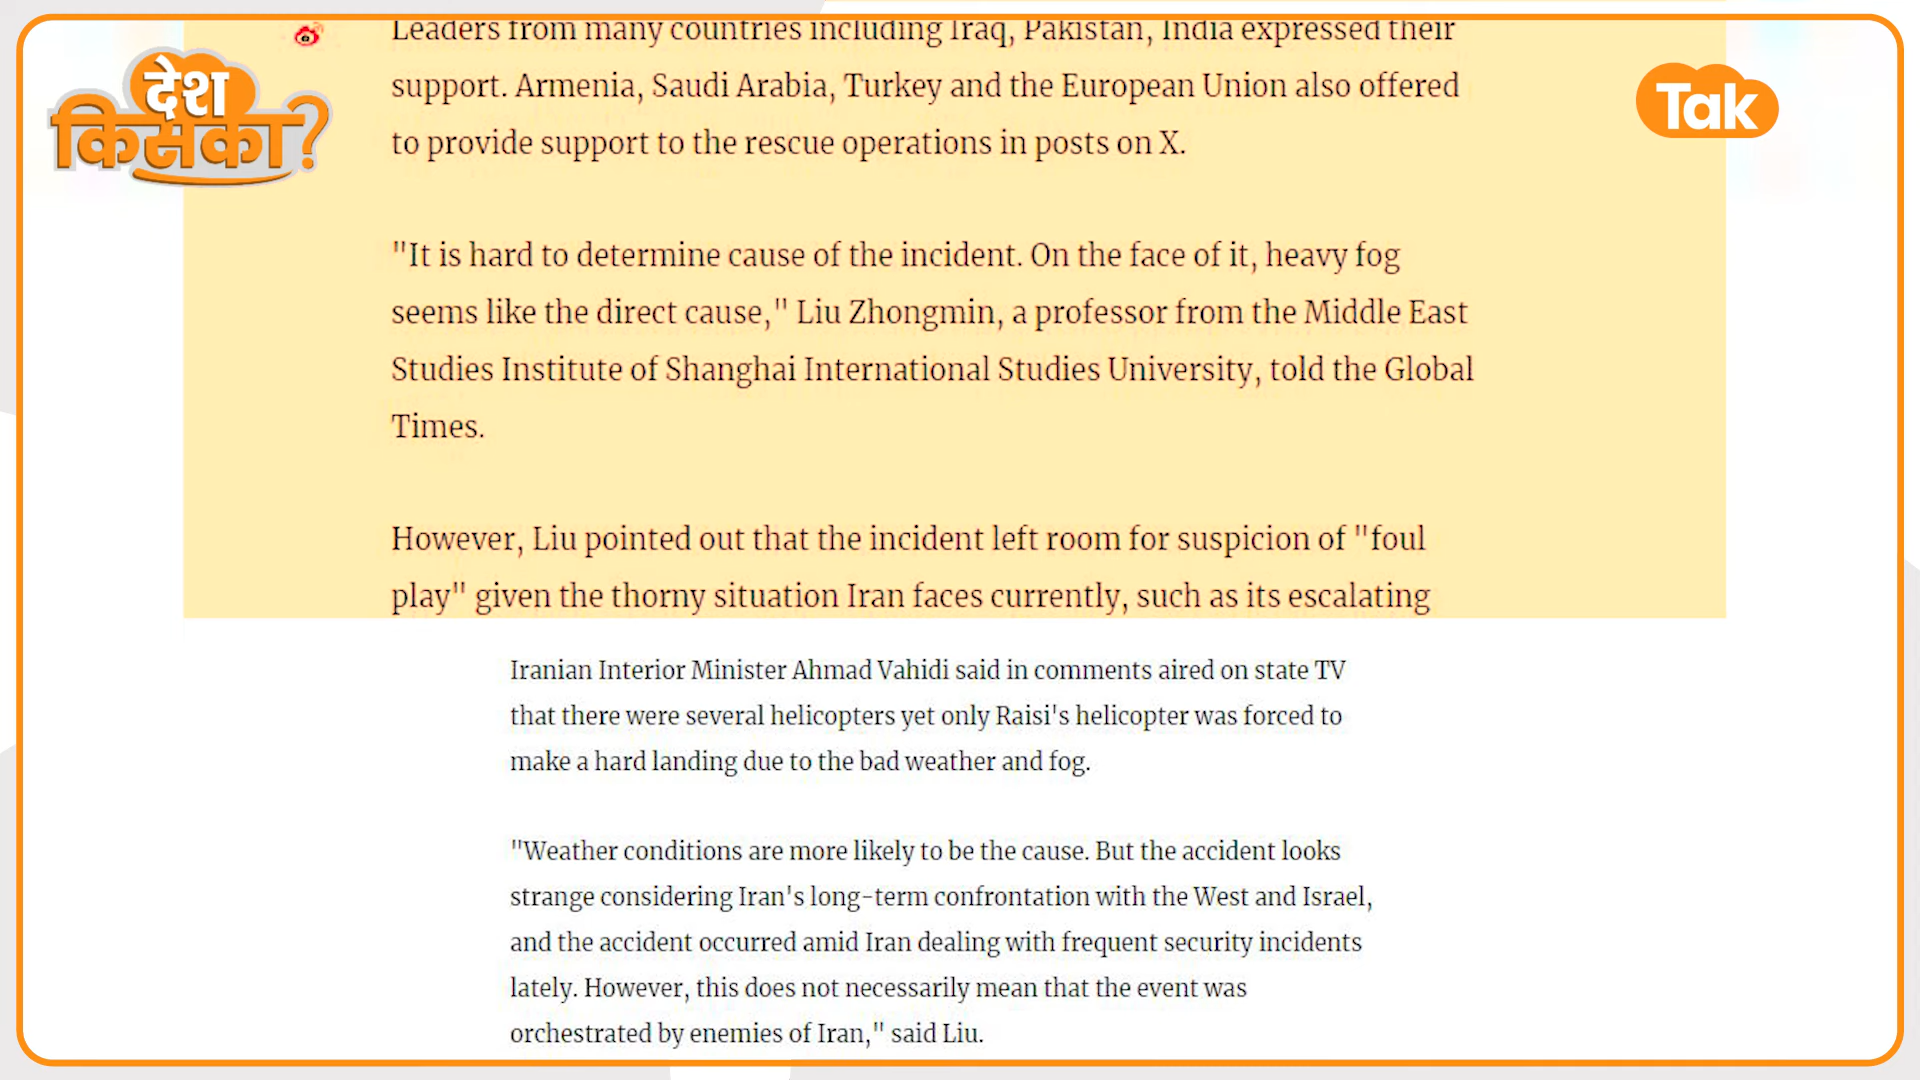 देश
किसका?
Tak
Leaders from many countries including Iraq, Pakistan, India expressed their
support. Armenia, Saudi Arabia, Turkey and the European Union also offered
to provide support to the rescue operations in posts on X.
"It is hard to determine cause of the incident. On the face of it, heavy fog
seems like the direct cause," Liu Zhongmin, a professor from the Middle East
Studies Institute of Shanghai International Studies University, told the Global
Times.
However, Liu pointed out that the incident left room for suspicion of "foul
play" given the thorny situation Iran faces currently, such as its escalating
Iranian Interior Minister Ahmad Vahidi said in comments aired on state TV
that there were several helicopters yet only Raisi's helicopter was forced to
make a hard landing due to the bad weather and fog.
"Weather conditions are more likely to be the cause. But the accident looks
strange considering Iran's long-term confrontation with the West and Israel,
and the accident occurred amid Iran dealing with frequent security incidents
lately. However, this does not necessarily mean that the event was
orchestrated by enemies of Iran," said Liu.